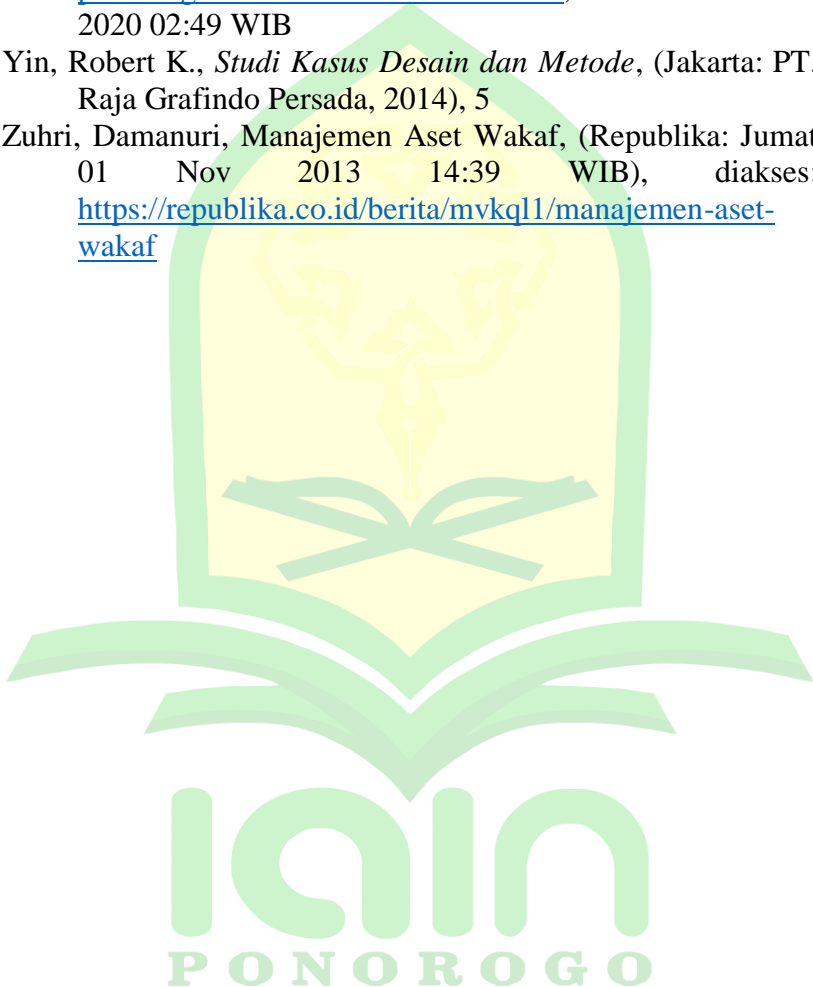 2020 02:49 WIB
Yin, Robert K., Studi Kasus Desain dan Metode, (Jakarta: PT.
Raja Grafindo Persada, 2014), 5
Zuhri, Damanuri, Manajemen Aset Wakaf, (Republika: Jumat
01 Nov 2013 14:39 WIB), diakses:
https://republika.co.id/berita/mvkql1/manajemen-aset-
wakaf
iain
PONOROGO